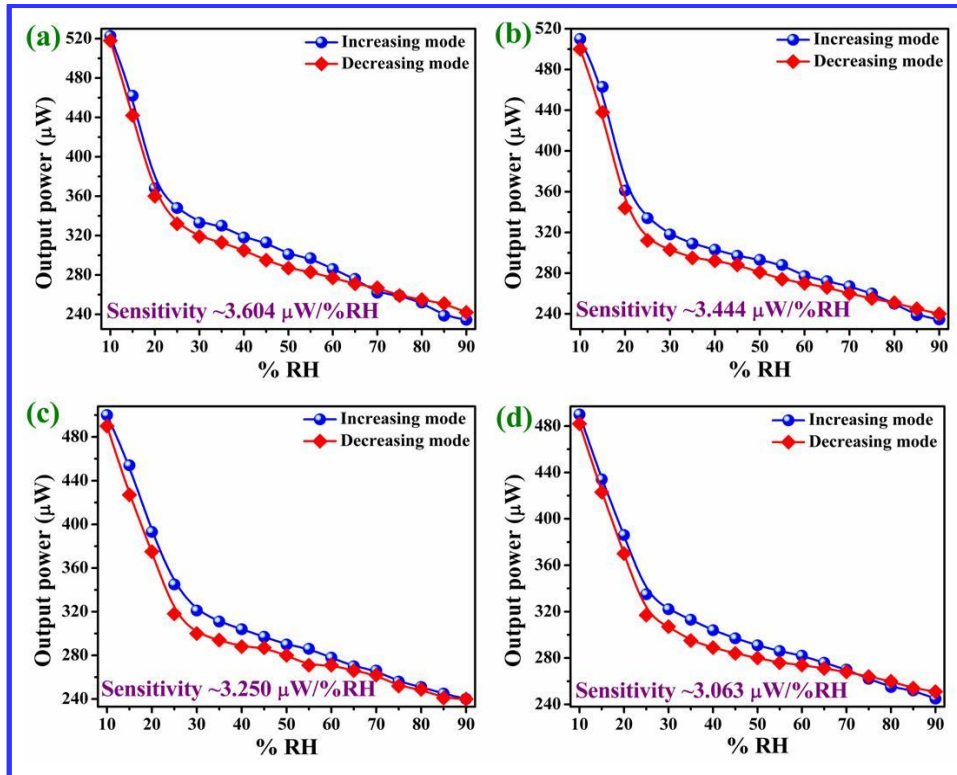 (a)
Increasing mode
Decreasing mode
Output power (μW)
520
480
440
400
360
320
280
240
Sensitivity ~3.604 μW/%RH
10 20 30 40 50 60 70 80 90
% RH
(b)
Increasing mode
Decreasing mode
Output power (μW)
520
480
440
400
360
320
280
240
Sensitivity ~3.444 μW/%RH
10 20 30 40 50 60 70 80 90
% RH
(c)
Increasing mode
Decreasing mode
Output power (μW)
480
440
400
360
320
280
240
Sensitivity ~3.250 μW/%RH
10 20 30 40 50 60 70 80 90
% RH
(d)
Increasing mode
Decreasing mode
Output power (μW)
480
440
400
360
320
280
240
Sensitivity ~3.063 μW/%RH
10 20 30 40 50 60 70 80 90
% RH